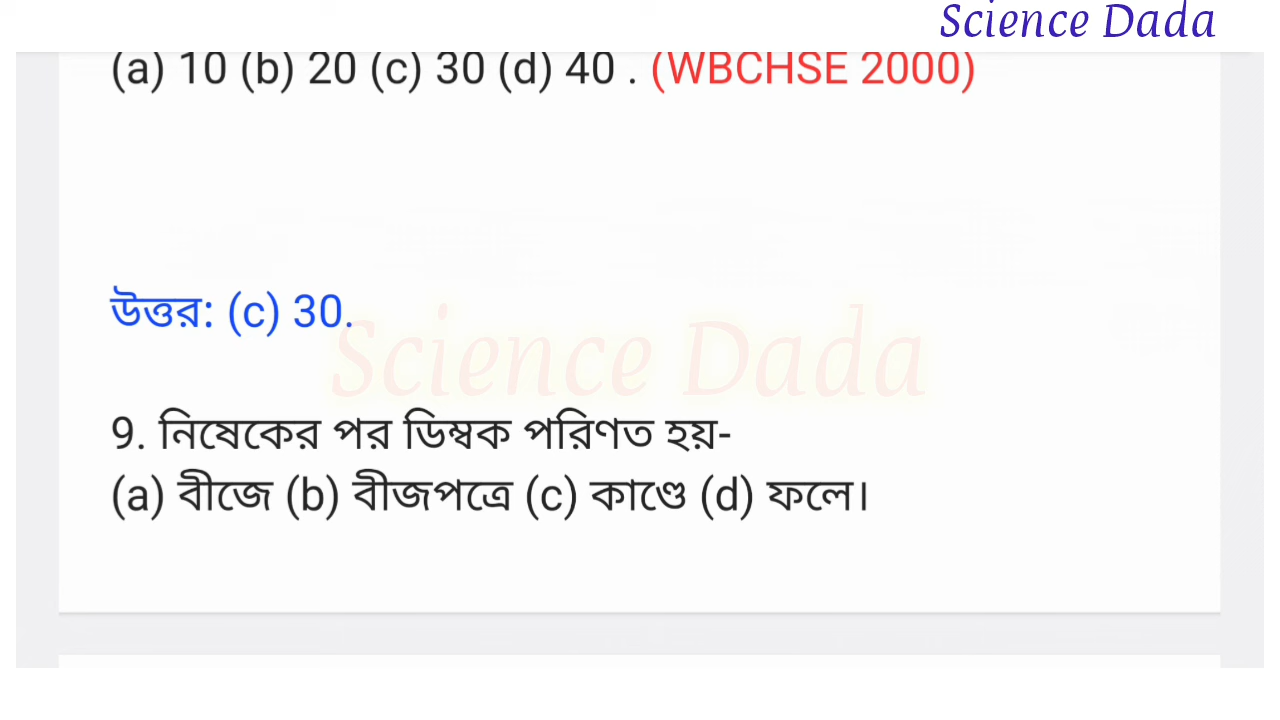 Science Dada
(a) 10 (b) 20 (c) 30 (d) 40 . (WBCHSE 2000)
উত্তর: (c) 30.
Science Dada
9. নিষেকের পর ডিম্বক পরিণত হয়-
(a) বীজে (b) বীজপত্রে (c) কাণ্ডে (d) ফলে।